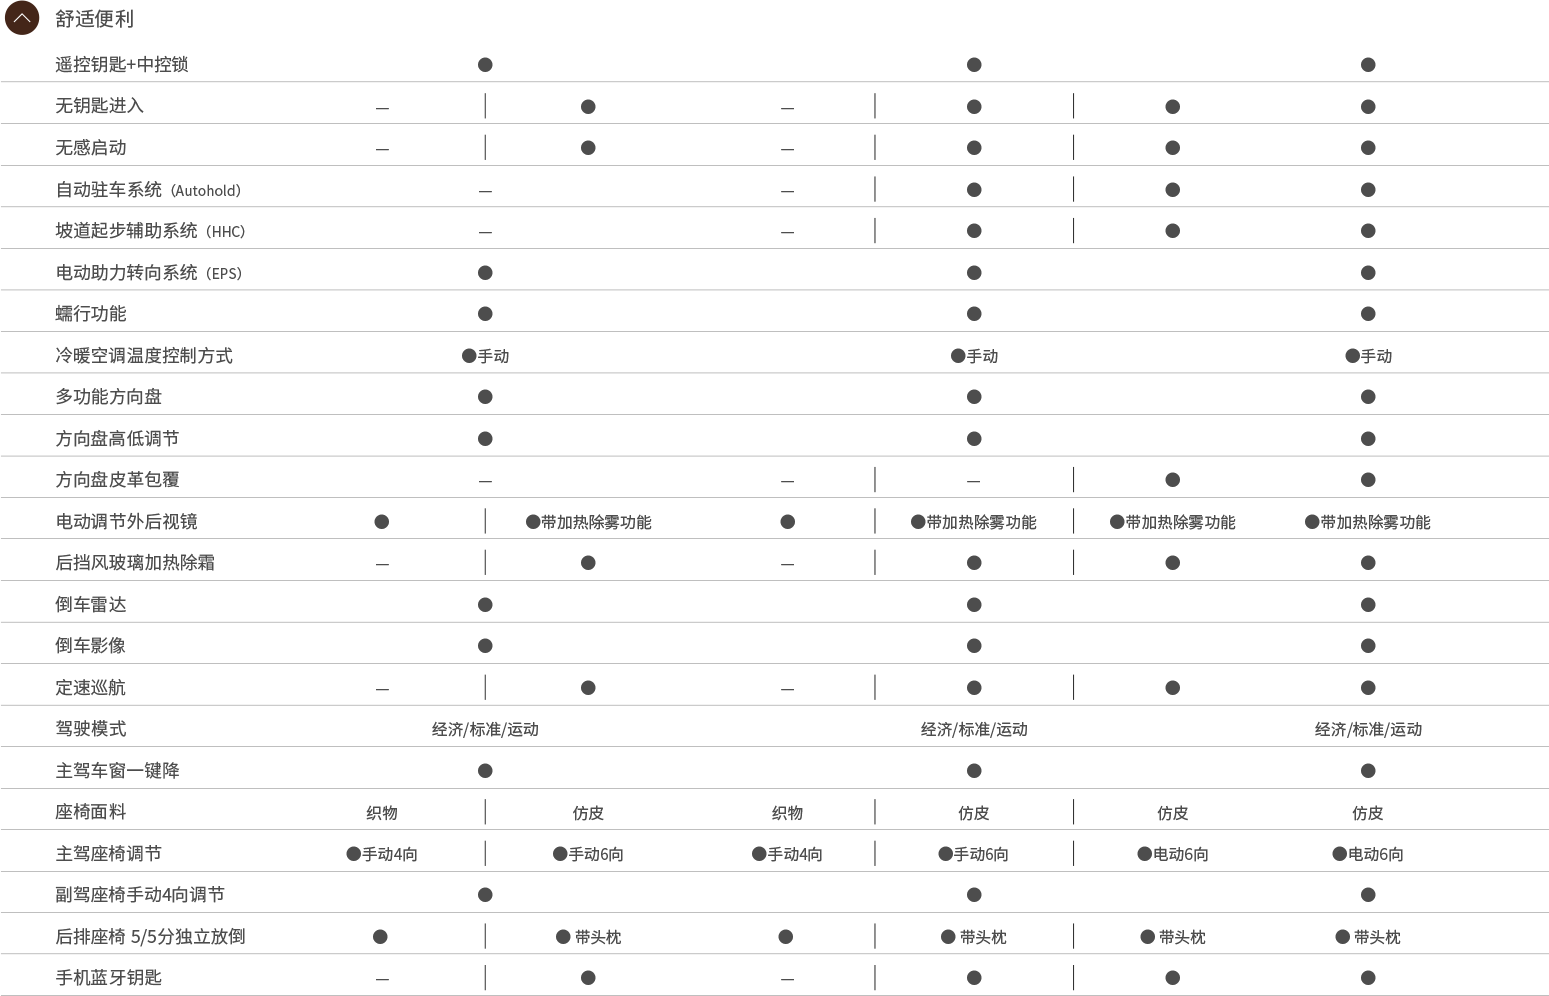 舒适便利
遥控钥匙+中控锁 ● ● ●
无钥匙进入 — ● — ● ● ●
无感启动 — ● — ● ● ●
自动驻车系统（Autohold） — — ● ● ●
坡道起步辅助系统（HHC） — — ● ● ●
电动助力转向系统（EPS） ● ● ●
蠕行功能 ● ● ●
冷暖空调温度控制方式 ●手动 ●手动 ●手动
多功能方向盘 ● ● ●
方向盘高低调节 ● ● ●
方向盘皮革包覆 — — — ● ●
电动调节外后视镜 ● ●带加热除雾功能 ● ●带加热除雾功能 ●带加热除雾功能 ●带加热除雾功能
后挡风玻璃加热除霜 — ● — ● ● ●
倒车雷达 ● ● ●
倒车影像 ● ● ●
定速巡航 — ● — ● ● ●
驾驶模式 经济/标准/运动 经济/标准/运动 经济/标准/运动
主驾车窗一键降 ● ● ●
座椅面料 织物 仿皮 织物 仿皮 仿皮 仿皮
主驾座椅调节 ●手动4向 ●手动6向 ●手动4向 ●手动6向 ●电动6向 ●电动6向
副驾座椅手动4向调节 ● ● ●
后排座椅 5/5分独立放倒 ● ● 带头枕 ● ● 带头枕 ● 带头枕 ● 带头枕
手机蓝牙钥匙 — ● — ● ● ●